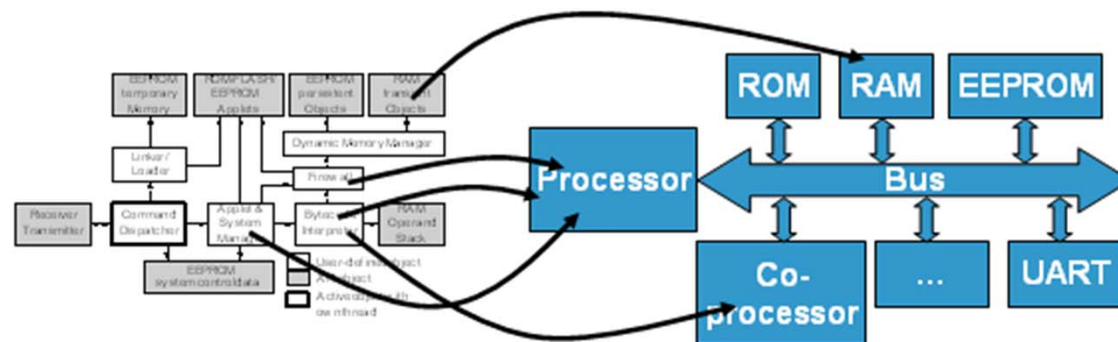 EEPROM
temporary
Memory
ROM/FLASH/
EEPROM
Applets
EEPROM
persistent
Objects
RAM
transient
Objects
Dynamic Memory Manager
Linker/
Loader
Firewall
Receiver
Transmitter
Command
Dispatcher
Applet &
System
Manager
Bytecode
Interpreter
RAM
Operand
Stack
EEPROM
system control data
User-defined object
object
Active object with
own thread
ROM
RAM
EEPROM
Processor
Bus
Co-
processor
...
UART